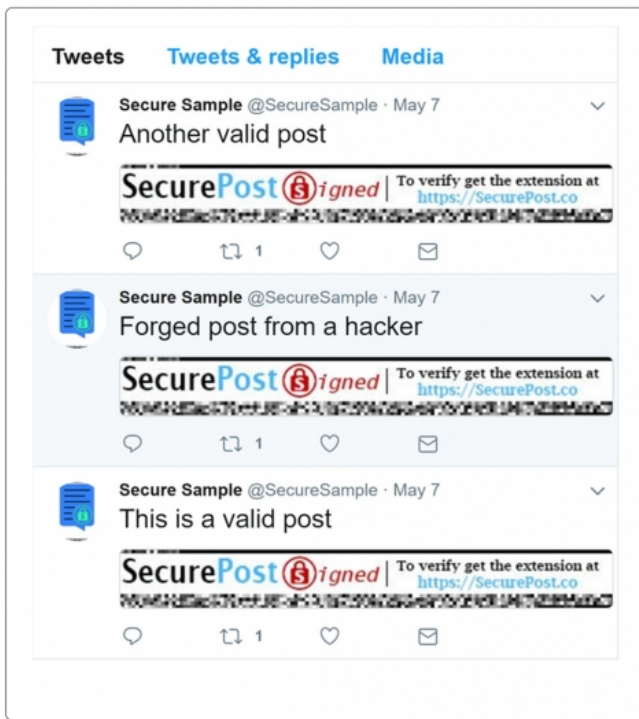 Tweets Tweets & replies Media
Secure Sample @SecureSample · May 7
Another valid post
SecurePost Signed | To verify get the extension at
https://SecurePost.co
1
Secure Sample @SecureSample · May 7
Forged post from a hacker
SecurePost Signed | To verify get the extension at
https://SecurePost.co
1
Secure Sample @SecureSample · May 7
This is a valid post
SecurePost Signed | To verify get the extension at
https://SecurePost.co
1